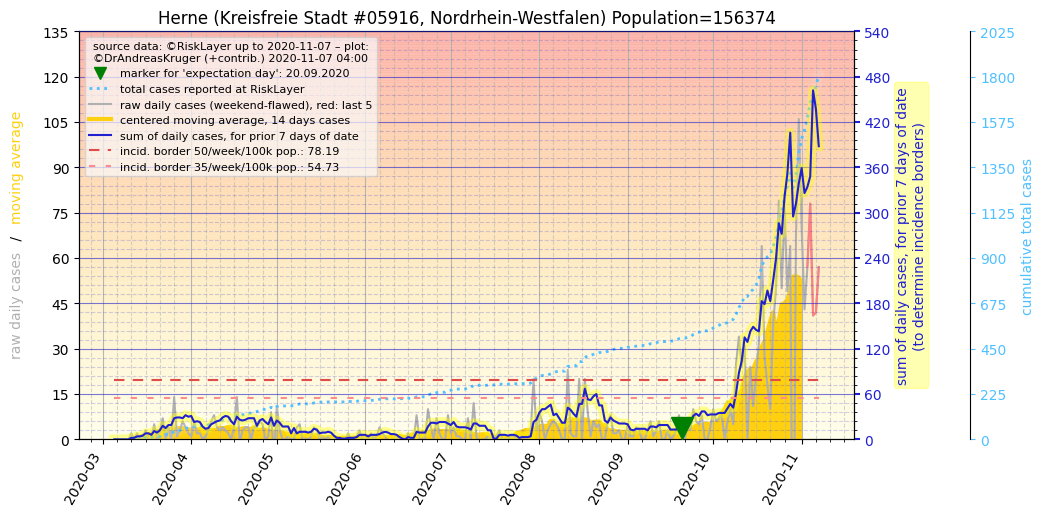 Herne (Kreisfreie Stadt #05916, Nordrhein-Westfalen) Population=156374
source data: ©RiskLayer up to 2020-11-07 – plot:
©DrAndreasKruger (+contrib.) 2020-11-07 04:00
marker for 'expectation day': 20.09.2020
total cases reported at RiskLayer
raw daily cases (weekend-flawed), red: last 5
centered moving average, 14 days cases
sum of daily cases, for prior 7 days of date
incid. border 50/week/100k pop.: 78.19
incid. border 35/week/100k pop.: 54.73
raw daily cases / moving average
135
120
105
90
75
60
45
30
15
0
2020-03
2020-04
2020-05
2020-06
2020-07
2020-08
2020-09
2020-10
2020-11
540
480
420
360
300
240
180
120
60
0
sum of daily cases, for prior 7 days of date
(to determine incidence borders)
2025
1800
1575
1350
1125
900
675
450
225
0
cumulative total cases